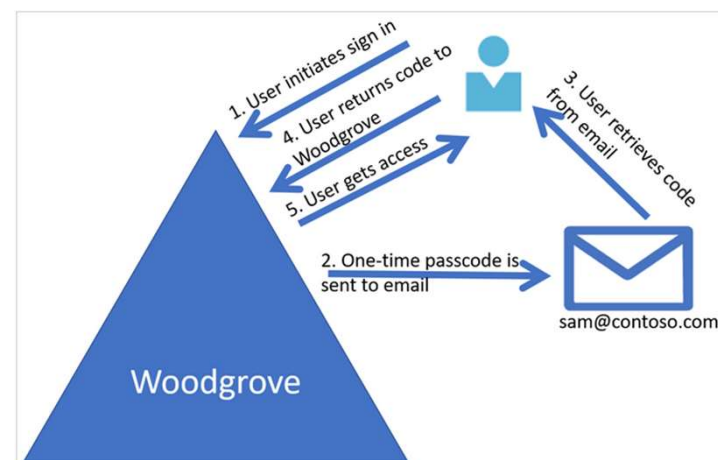 1. User initiates sign in
4. User returns code to
Woodgrove
5. User gets access
3. User retrieves code
from email
2. One-time passcode is
sent to email
sam@contoso.com
Woodgrove